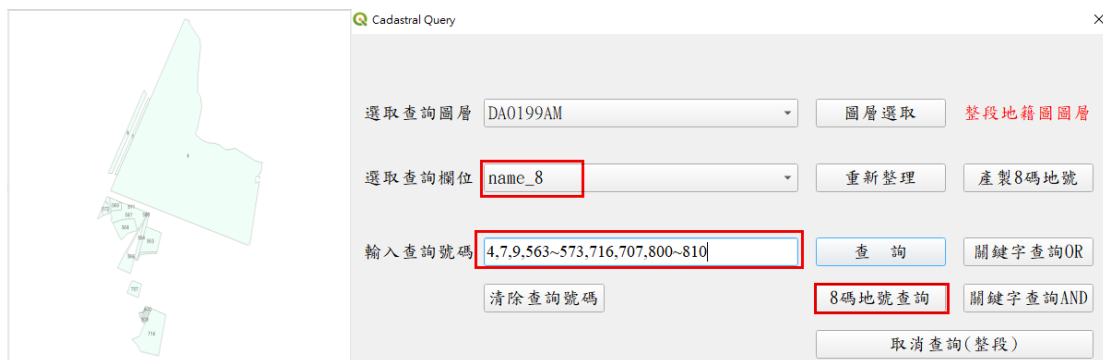 Cadastral Query
選取查詢圖層 DA0199AM 圖層選取 整段地籍圖圖層
選取查詢欄位 name_8 重新整理 產製8碼地號
輸入查詢號碼 4,7,9,563~573,716,707,800~810 查 詢 關鍵字查詢OR
清除查詢號碼 8碼地號查詢 關鍵字查詢AND
取消查詢(整段)
707
716